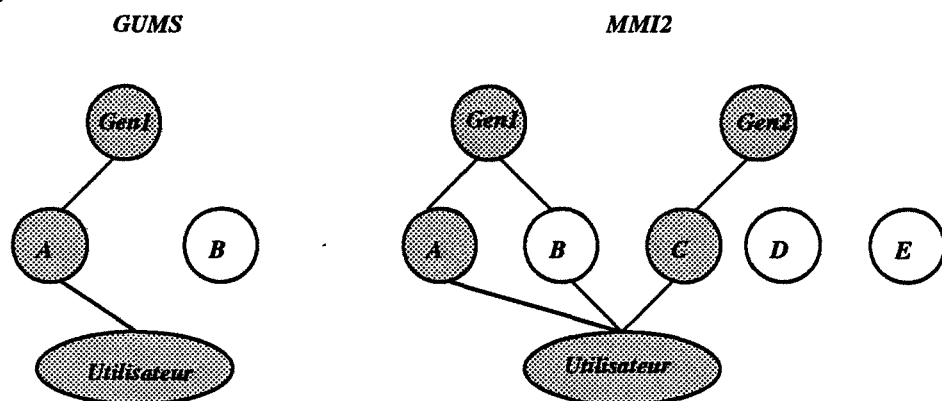 GUMS MMI2
Gen1 Gen1 Gen2
A B A B C D E
Utilisateur Utilisateur